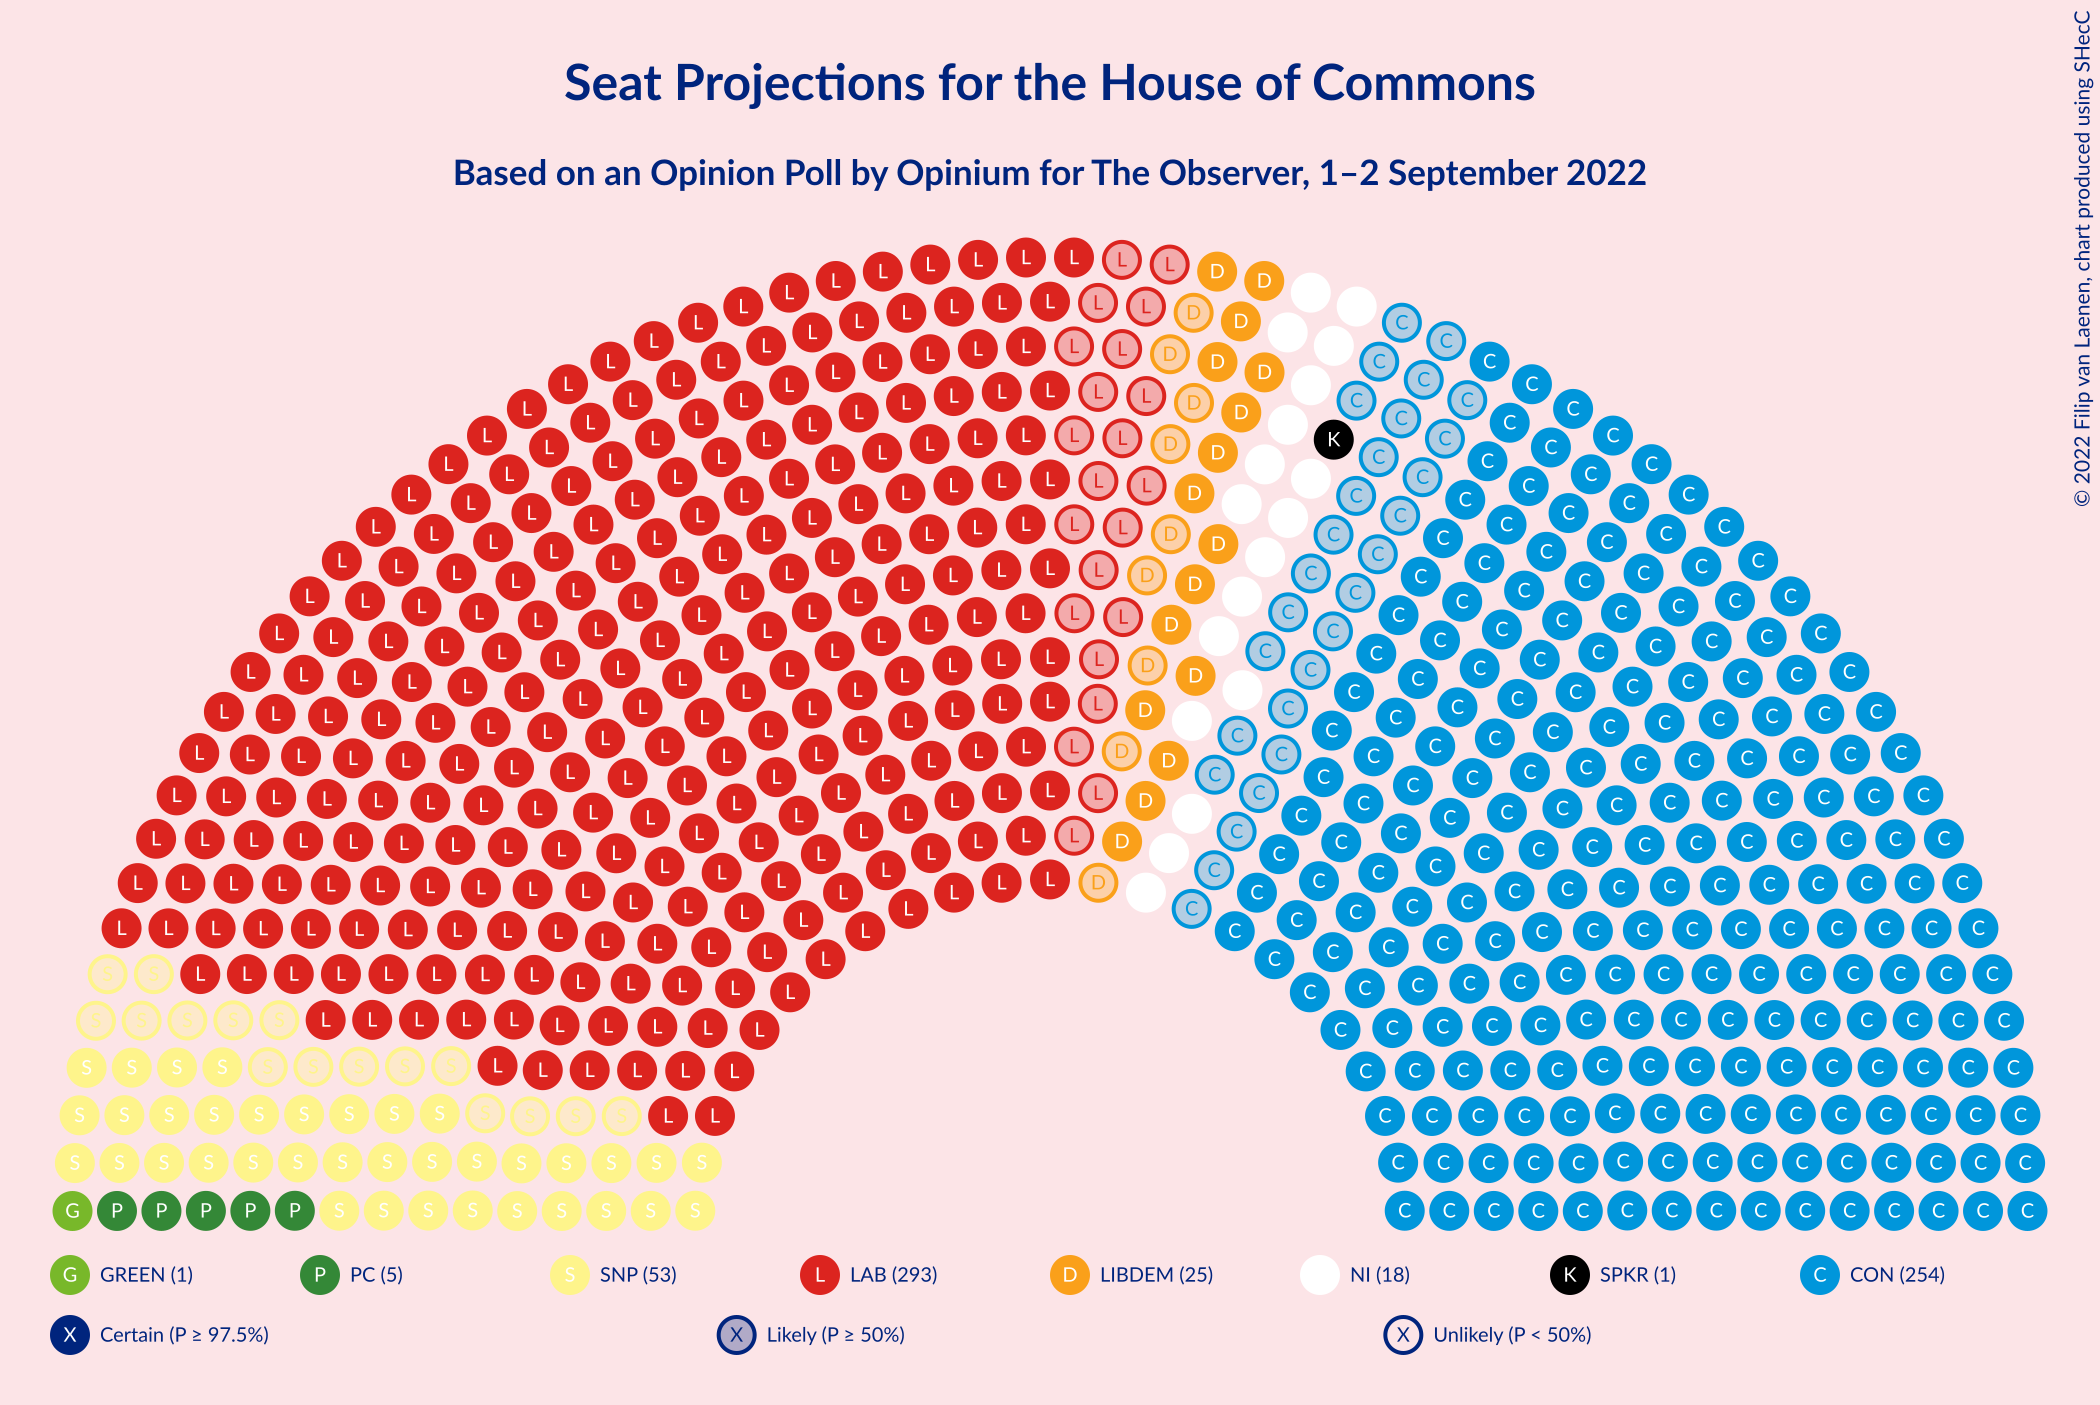 Seat Projections for the House of Commons
Based on an Opinion Poll by Opinium for The Observer, 1–2 September 2022
© 2022 Filip van Laenen, chart produced using SHecC
G GREEN (1) P PC (5) S SNP (53) L LAB (293) D LIBDEM (25) NI (18) K SPKR (1) C CON (254)
X Certain (P ≥ 97.5%) X Likely (P ≥ 50%) X Unlikely (P < 50%)